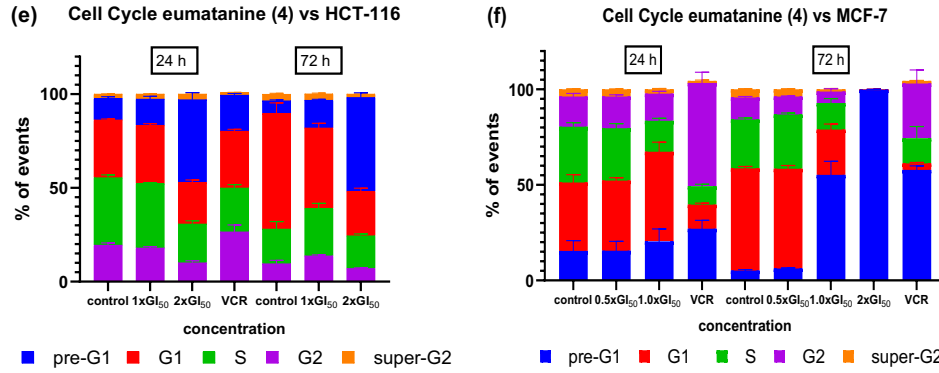 (e) Cell Cycle eumatanine (4) vs HCT-116
24 h 72 h
% of events
100
50
0
control 1xGI50 2xGI50 VCR control 1xGI50 2xGI50
concentration
pre-G1 G1 S G2 super-G2
(f) Cell Cycle eumatanine (4) vs MCF-7
24 h 72 h
% of events
100
50
0
control 0.5xGI50 1.0xGI50 VCR control 0.5xGI50 1.0xGI50 2xGI50 VCR
concentration
pre-G1 G1 S G2 super-G2